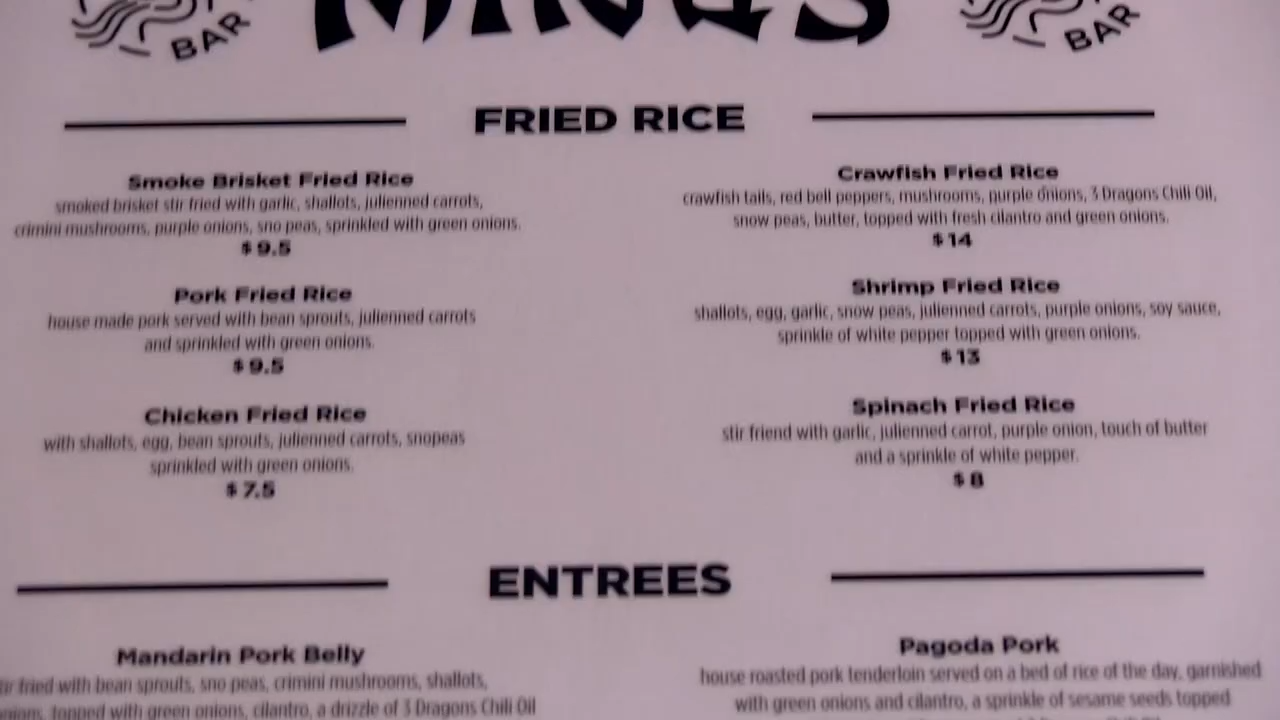 BAR
MING'S
BAR
FRIED RICE
Smoke Brisket Fried Rice
smoked brisket stir fried with garlic, shallots, julienned carrots,
crimini mushrooms, purple onions, sno peas, sprinkled with green onions.
$9.5
Pork Fried Rice
house made pork served with bean sprouts, julienned carrots
and sprinkled with green onions.
$9.5
Chicken Fried Rice
with shallots, egg, bean sprouts, julienned carrots, snopeas
sprinkled with green onions.
$7.5
Crawfish Fried Rice
crawfish tails, red bell peppers, mushrooms, purple onions, 3 Dragons Chili Oil,
snow peas, butter, topped with fresh cilantro and green onions.
$14
Shrimp Fried Rice
shallots, egg, garlic, snow peas, julienned carrots, purple onions, soy sauce,
sprinkle of white pepper topped with green onions.
$13
Spinach Fried Rice
stir friend with garlic, julienned carrot, purple onion, touch of butter
and a sprinkle of white pepper.
$8
ENTREES
Mandarin Pork Belly
fried with bean sprouts, sno peas, crimini mushrooms, shallots,
topped with green onions, cilantro, a drizzle of 3 Dragons Chili Oil
Pagoda Pork
house roasted pork tenderloin served on a bed of rice of the day, garnished
with green onions and cilantro, a sprinkle of sesame seeds topped